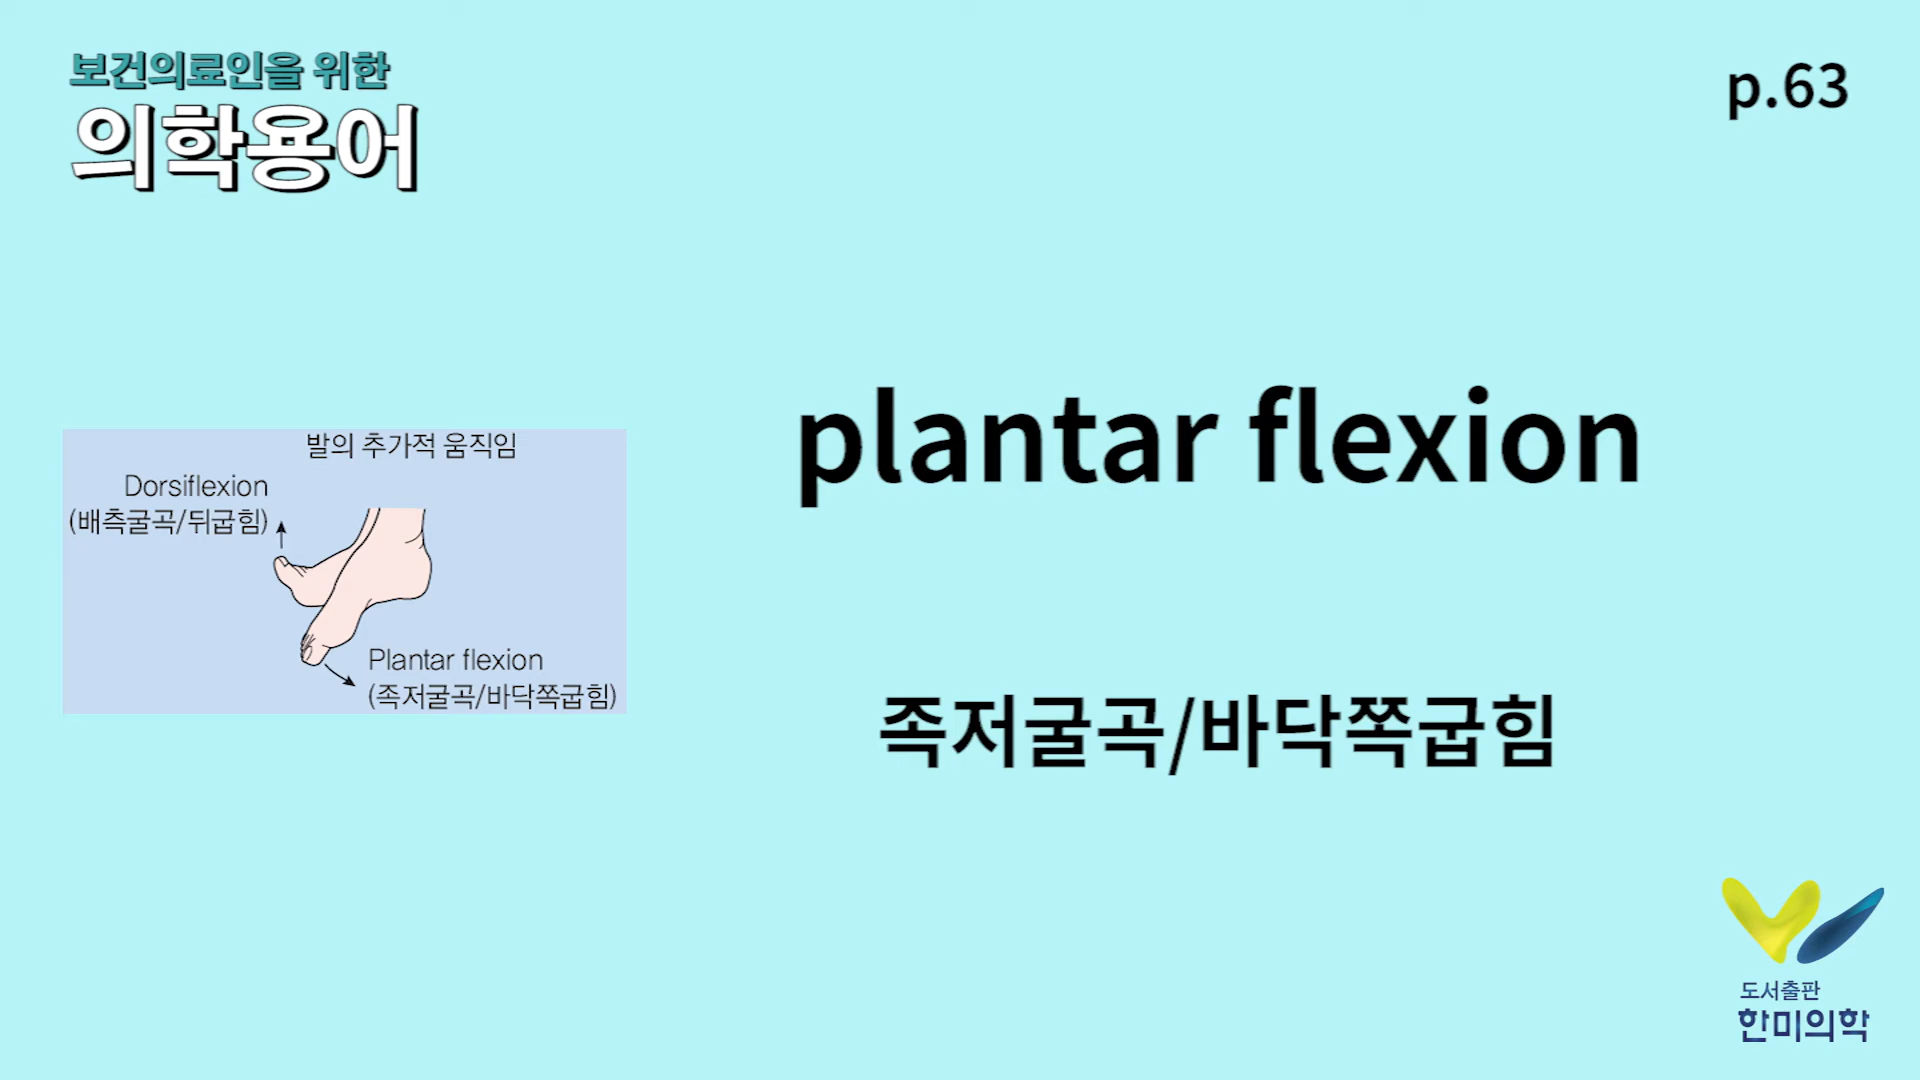 보건의료인을 위한
의학용어
p.63
발의 추가적 움직임
Dorsiflexion
(배측굴곡/뒤굽힘)
Plantar flexion
(족저굴곡/바닥쪽굽힘)
plantar flexion
족저굴곡/바닥쪽굽힘
도서출판
한미의학